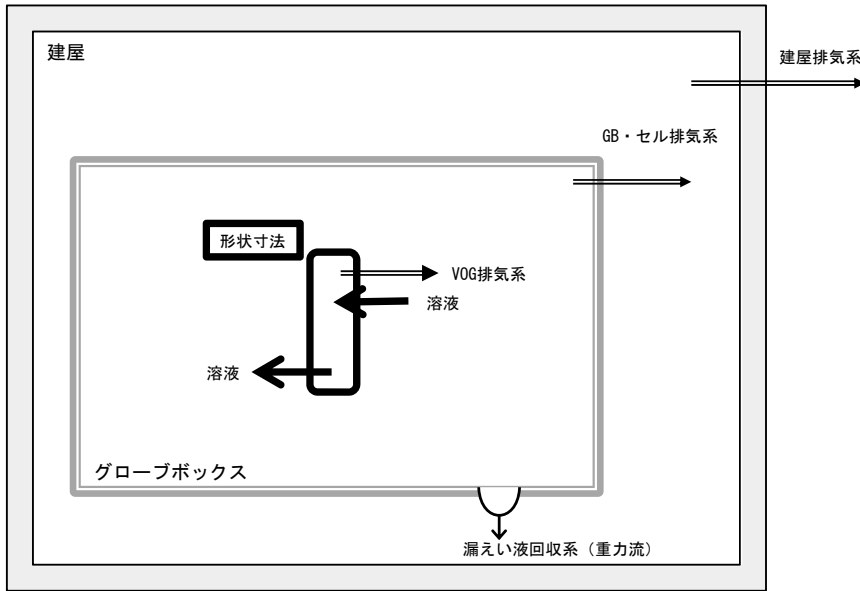 建屋
建屋排気系
GB・セル排気系
形状寸法
VOG排気系
溶液
溶液
グローブボックス
漏えい液回収系（重力流）